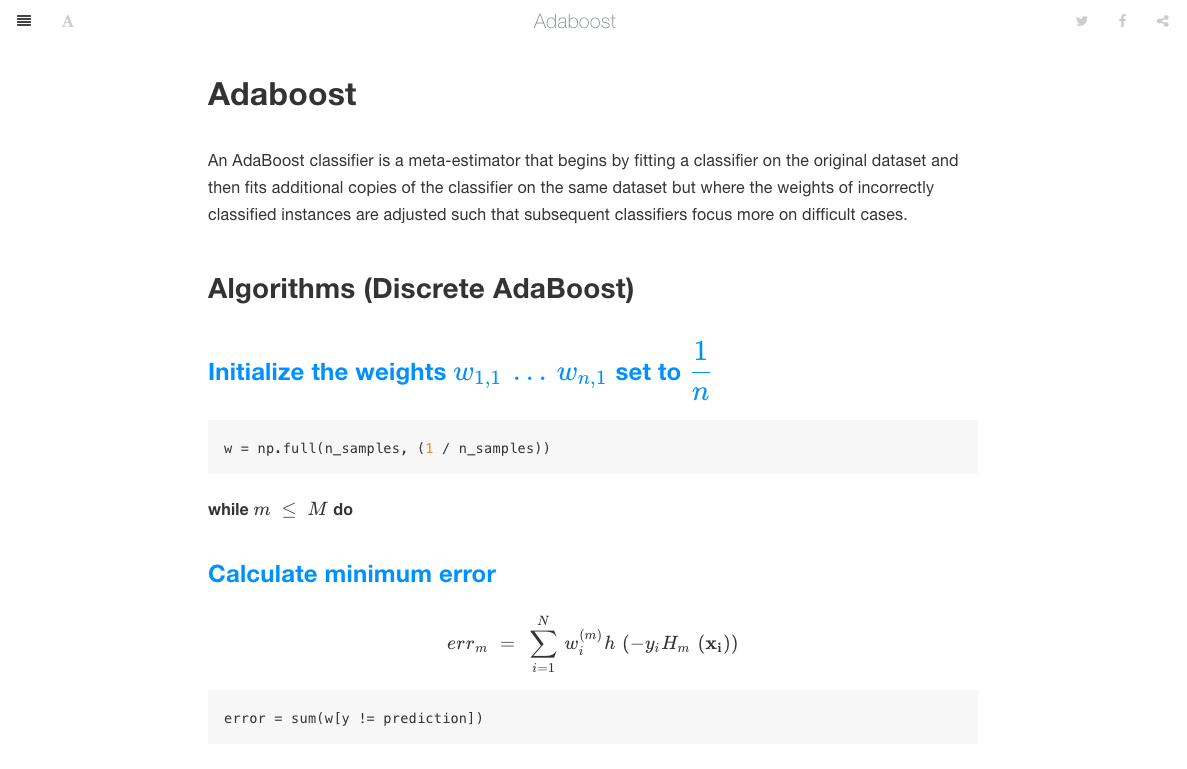 A Adaboost
Adaboost
An AdaBoost classifier is a meta-estimator that begins by fitting a classifier on the original dataset and
then fits additional copies of the classifier on the same dataset but where the weights of incorrectly
classified instances are adjusted such that subsequent classifiers focus more on difficult cases.
Algorithms (Discrete AdaBoost)
Initialize the weights $w_{1,1} \ldots w_{n,1}$ set to $\frac{1}{n}$
w = np.full(n_samples, (1 / n_samples))
while $m \leq M$ do
Calculate minimum error
$err_m = \sum_{i=1}^{N} w_i^{(m)} h \left(-y_i H_m \left(\mathbf{x_i}\right)\right)$
error = sum(w[y != prediction])